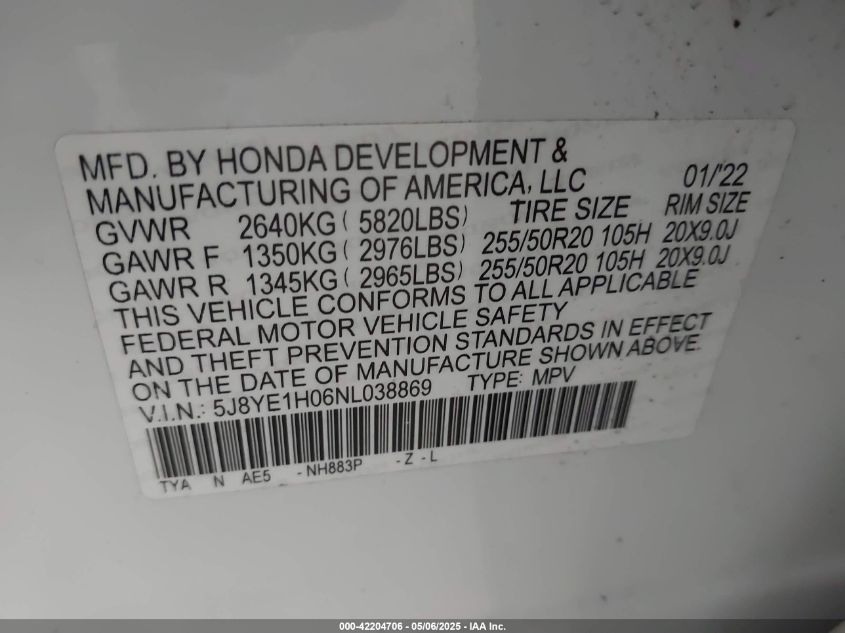 MFD. BY HONDA DEVELOPMENT &
MANUFACTURING OF AMERICA, LLC 01/'22
GVWR 2640KG ( 5820LBS) TIRE SIZE RIM SIZE
GAWR F 1350KG ( 2976LBS) 255/50R20 105H 20X9.0J
GAWR R 1345KG ( 2965LBS) 255/50R20 105H 20X9.0J
THIS VEHICLE CONFORMS TO ALL APPLICABLE
FEDERAL MOTOR VEHICLE SAFETY
AND THEFT PREVENTION STANDARDS IN EFFECT
ON THE DATE OF MANUFACTURE SHOWN ABOVE.
V.I.N.: 5J8YE1H06NL038869 TYPE: MPV
TYA N AE5 - NH883P - Z - L
000-42204706 - 05/06/2025 - IAA Inc.